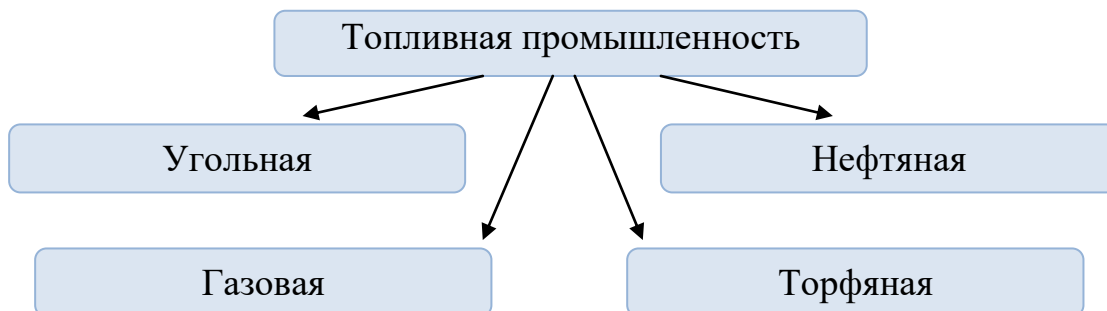 Топливная промышленность
Угольная
Нефтяная
Газовая
Торфяная